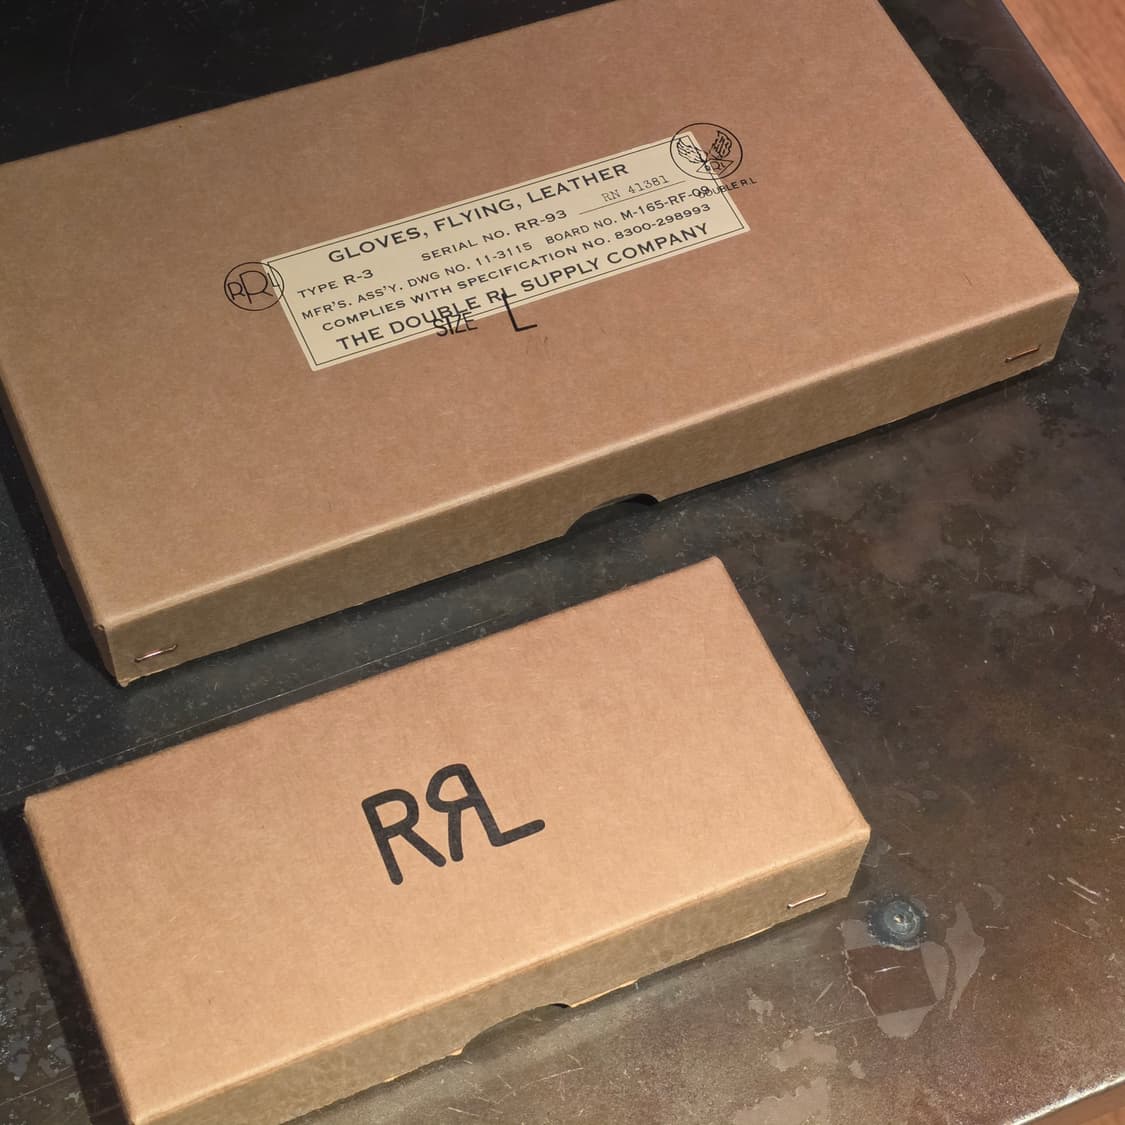 GLOVES, FLYING, LEATHER
TYPE R-3 SERIAL NO. RR-93 RN 41381
MFR'S. ASS'Y. DWG NO. 11-3115 BOARD NO. M-165-RF-09
COMPLIES WITH SPECIFICATION NO. 8300-298993
THE DOUBLE RL SUPPLY COMPANY
RRL
RRL
DOUBLE RL
SIZE L
RRL